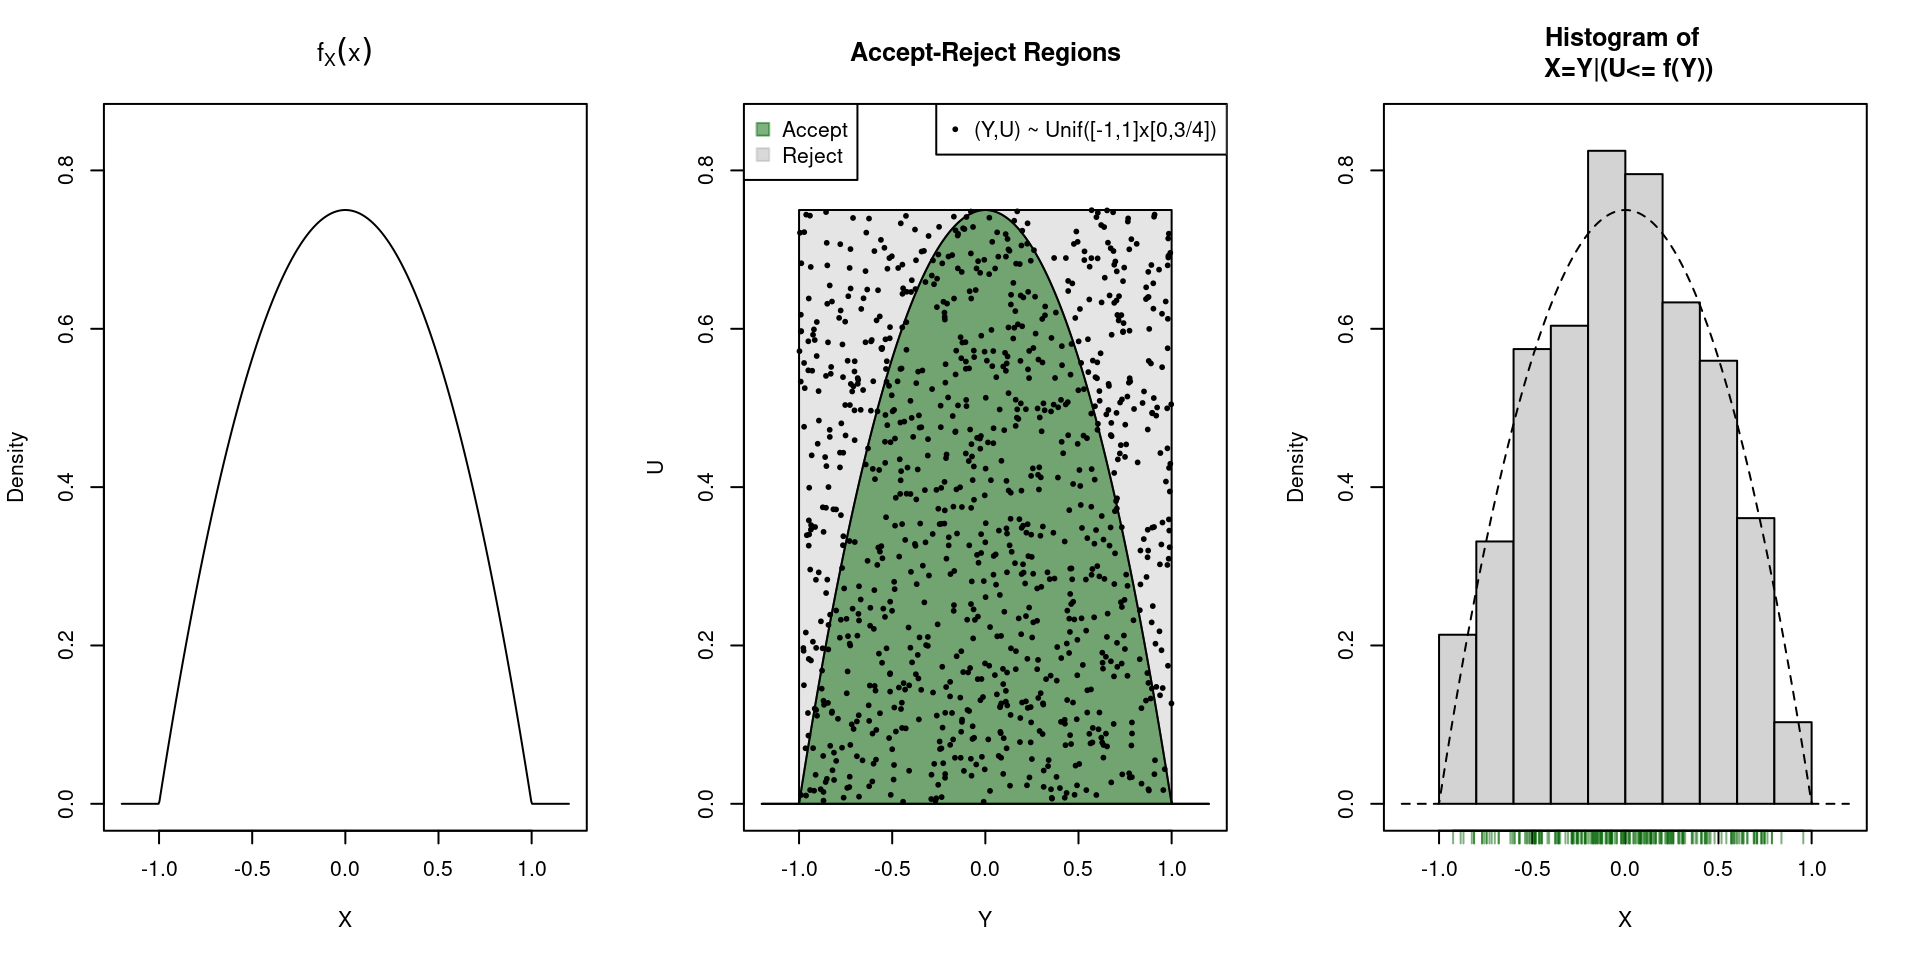 f_X(x)
Density
0.8
0.6
0.4
0.2
0.0
-1.0 -0.5 0.0 0.5 1.0
X
Accept-Reject Regions
Accept
Reject
(Y,U) ~ Unif([-1,1]x[0,3/4])
U
0.8
0.6
0.4
0.2
0.0
-1.0 -0.5 0.0 0.5 1.0
Y
Histogram of
X=Y|(U<= f(Y))
Density
0.8
0.6
0.4
0.2
0.0
-1.0 -0.5 0.0 0.5 1.0
X